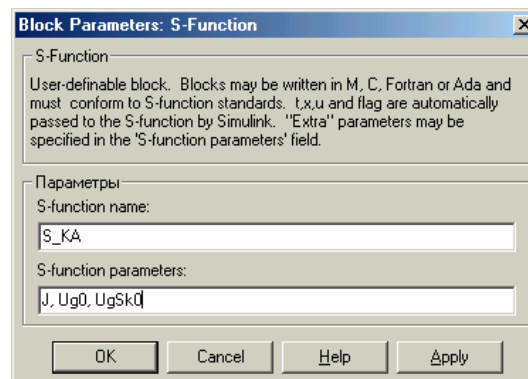 Block Parameters: S-Function
S-Function
User-definable block. Blocks may be written in M, C, Fortran or Ada and
must conform to S-function standards. t,x,u and flag are automatically
passed to the S-function by Simulink. "Extra" parameters may be
specified in the 'S-function parameters' field.
Параметры
S-function name:
S_KA
S-function parameters:
J, Ug0, UgSk0
OK
Cancel
Help
Apply